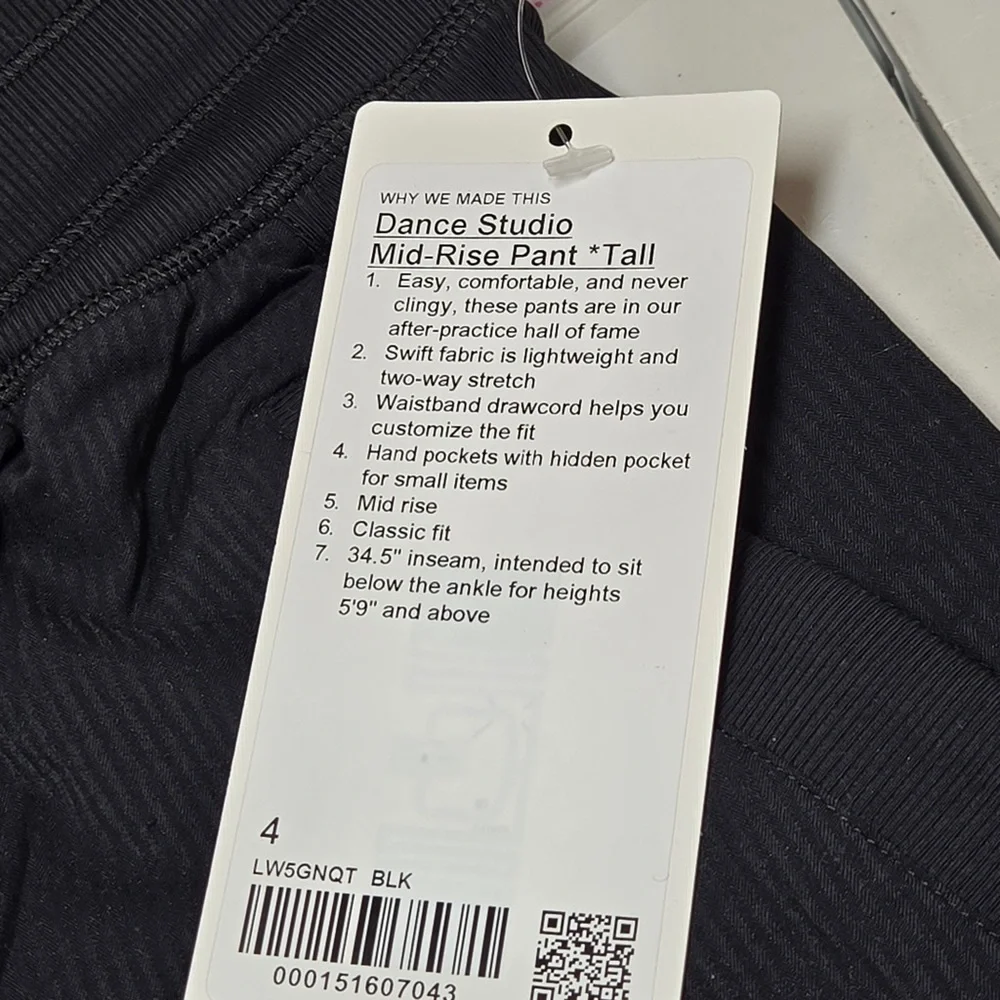 WHY WE MADE THIS
Dance Studio
Mid-Rise Pant *Tall
1. Easy, comfortable, and never
clingy, these pants are in our
after-practice hall of fame
2. Swift fabric is lightweight and
two-way stretch
3. Waistband drawcord helps you
customize the fit
4. Hand pockets with hidden pocket
for small items
5. Mid rise
6. Classic fit
7. 34.5" inseam, intended to sit
below the ankle for heights
5'9" and above
4
LW5GNQT BLK
000151607043